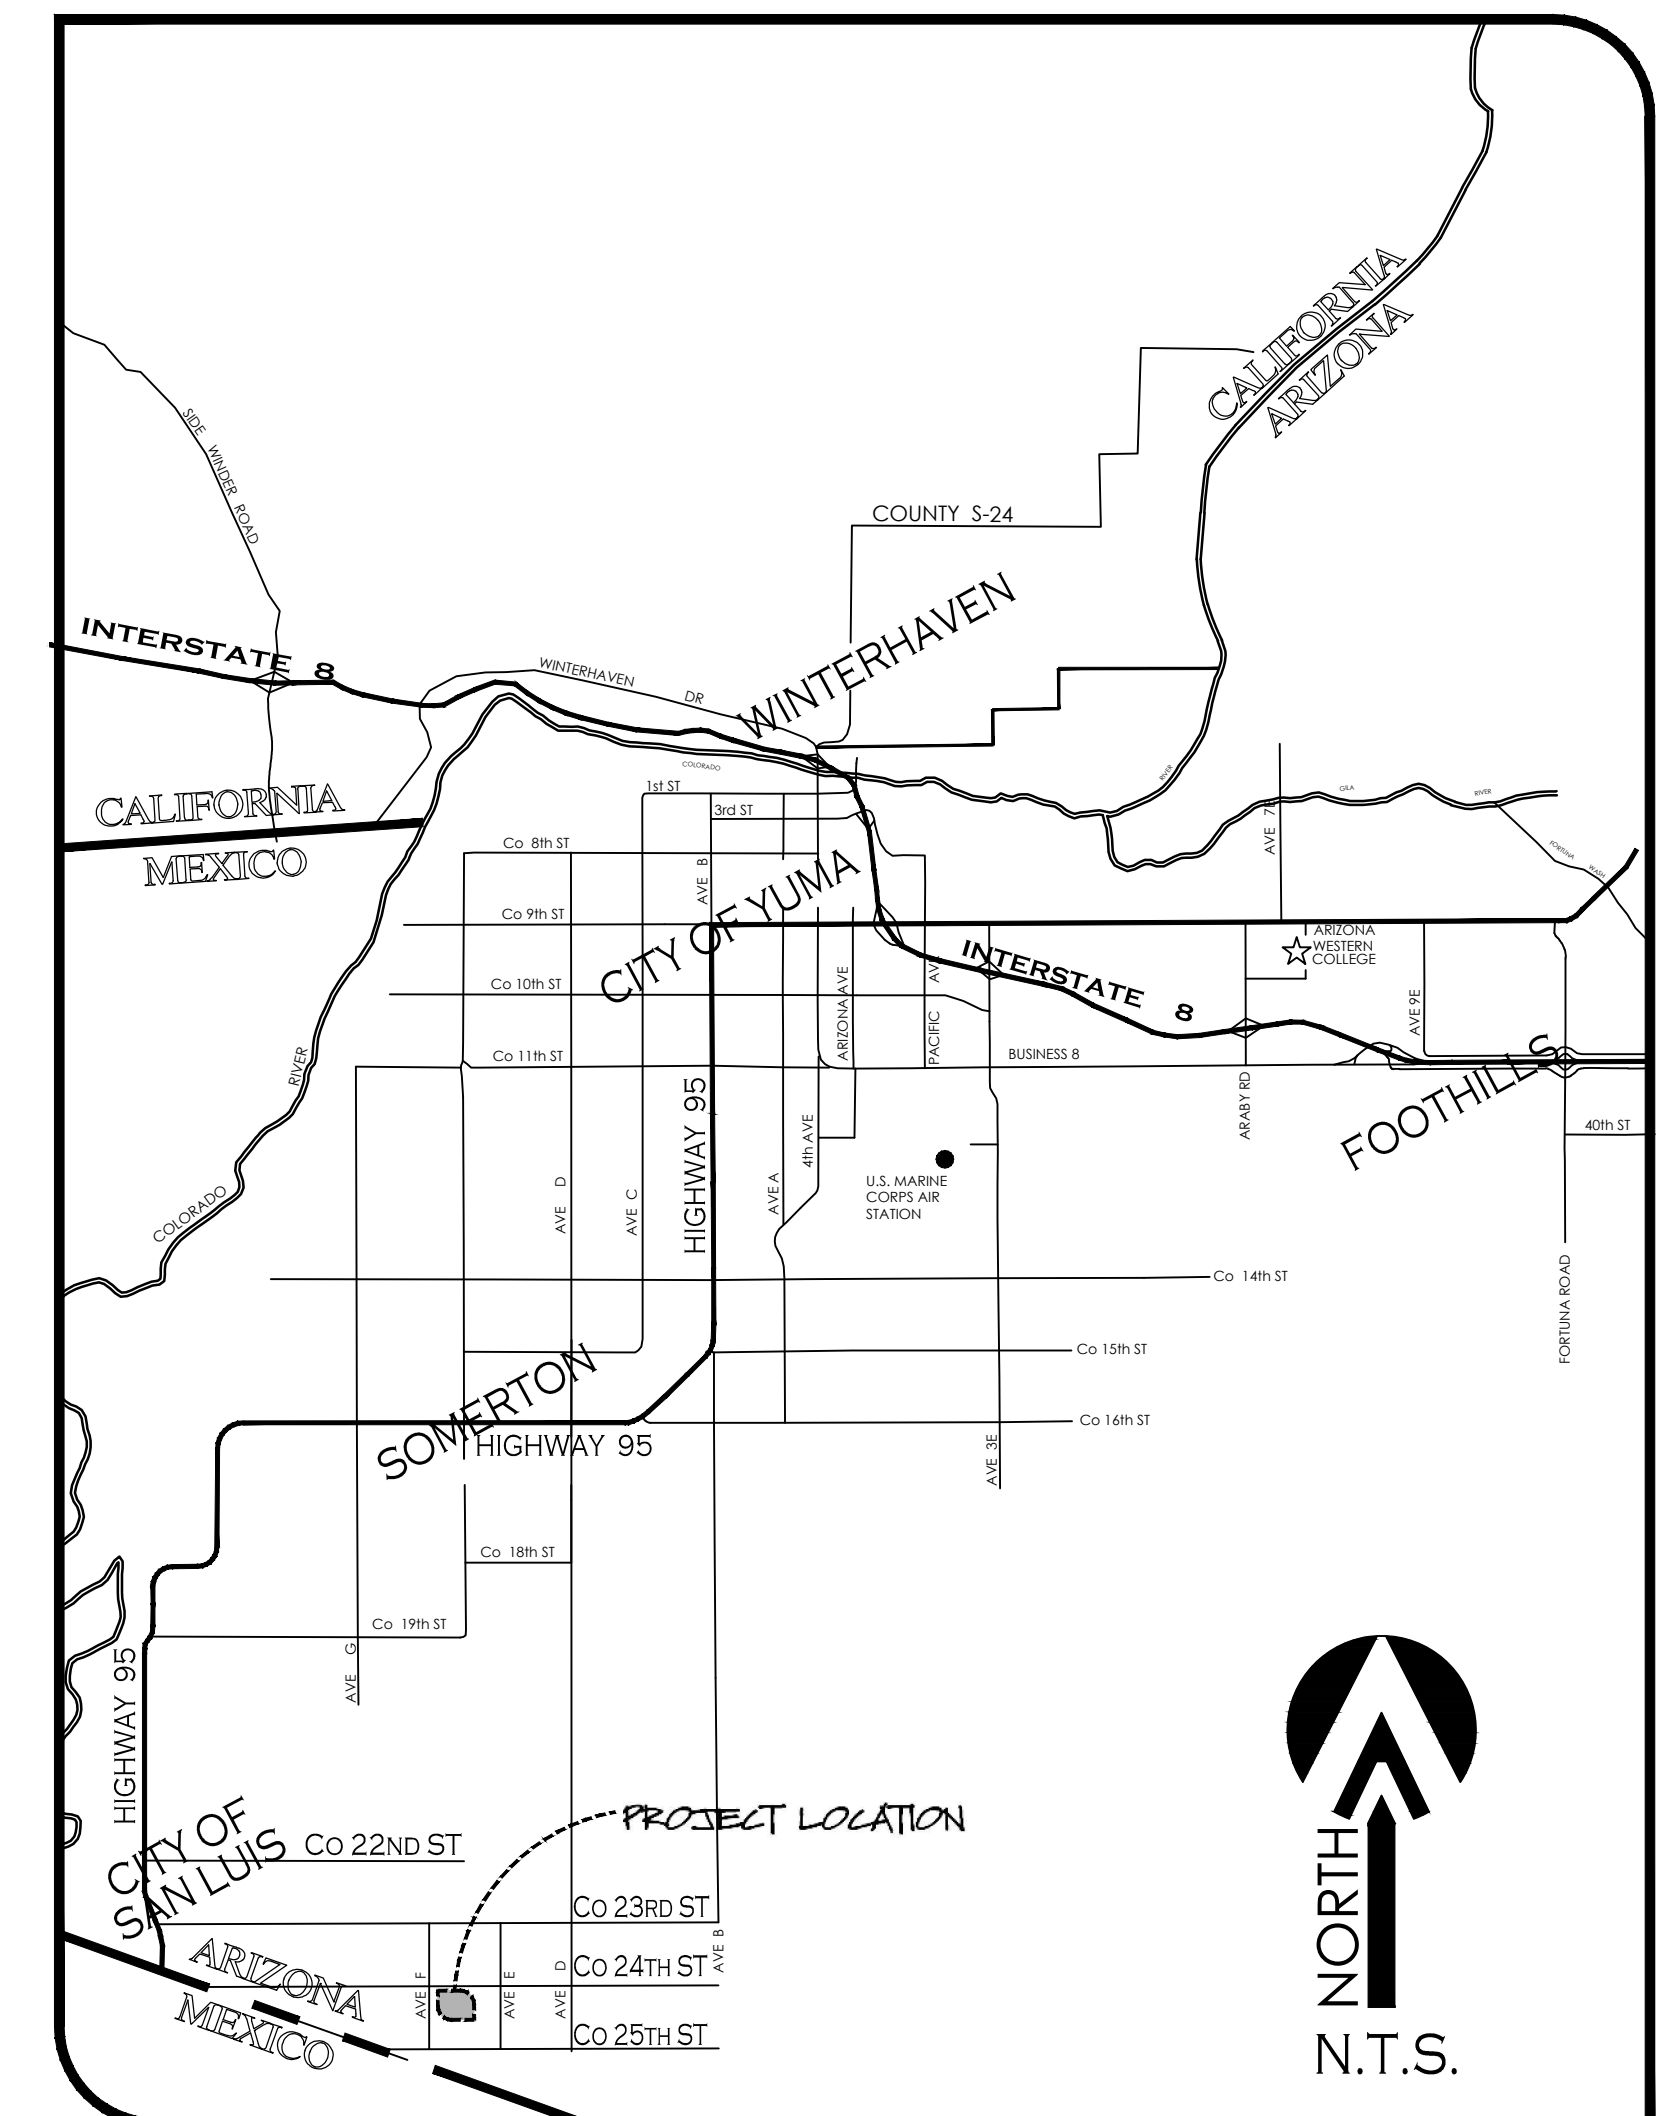 CALIFORNIA
ARIZONA
SIDE WINDER ROAD
COUNTY S-24
WINTERHAVEN
INTERSTATE 8
WINTERHAVEN DR
COLORADO
RIVER
CALIFORNIA
MEXICO
1st ST
3rd ST
GILA RIVER
AVE 7E
FORTUNA WASH
Co 8th ST
AVE B
CITY OF YUMA
Co 9th ST
ARIZONA
WESTERN
COLLEGE
INTERSTATE 8
Co 10th ST
ARIZONA AVE
PACIFIC AVE
AVE 9E
Co 11th ST
BUSINESS 8
FOOTHILLS
COLORADO RIVER
HIGHWAY 95
4th AVE
ARABY RD
40th ST
U.S. MARINE
CORPS AIR
STATION
AVE D
AVE C
AVE A
Co 14th ST
FORTUNA ROAD
Co 15th ST
SOMERTON
Co 16th ST
HIGHWAY 95
AVE 3E
Co 18th ST
Co 19th ST
AVE G
HIGHWAY 95
PROJECT LOCATION
CITY OF
SAN LUIS
Co 22ND ST
Co 23RD ST
AVE B
ARIZONA
MEXICO
Co 24TH ST
AVE F
AVE E
AVE D
Co 25TH ST
NORTH
N.T.S.